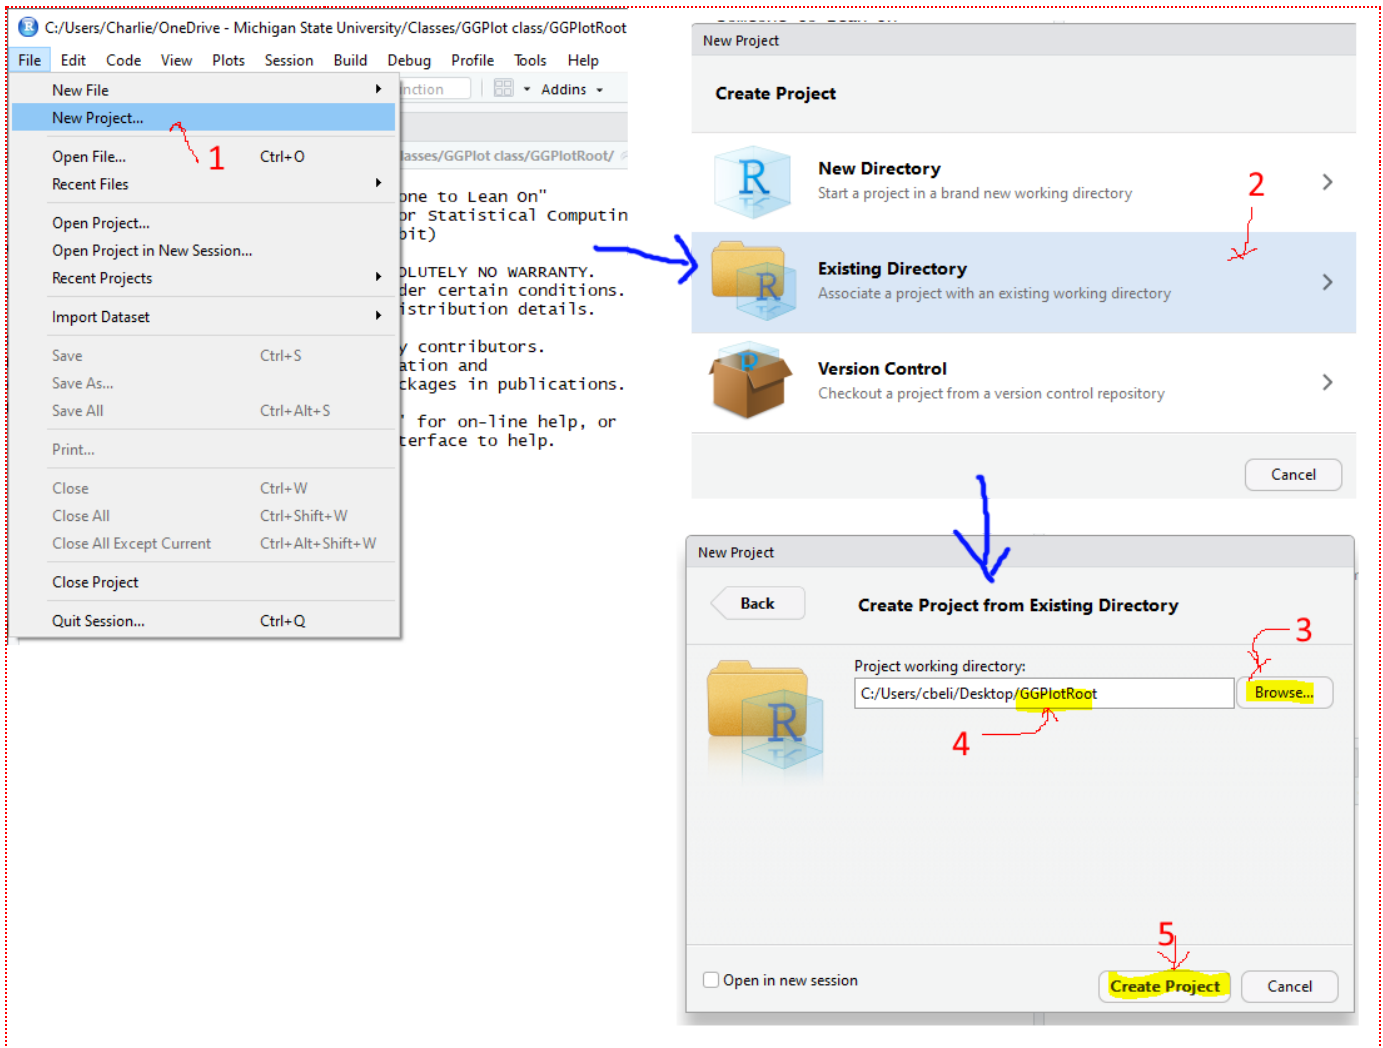 C:/Users/Charlie/OneDrive - Michigan State University/Classes/GGPlot class/GGPlotRoot
File Edit Code View Plots Session Build Debug Profile Tools Help
nction Addins
New File
New Project...
1
Open File... Ctrl+O
Recent Files
Open Project...
Open Project in New Session...
Recent Projects
Import Dataset
Save Ctrl+S
Save As...
Save All Ctrl+Alt+S
Print...
Close Ctrl+W
Close All Ctrl+Shift+W
Close All Except Current Ctrl+Alt+Shift+W
Close Project
Quit Session... Ctrl+Q
lasses/GGPlot class/GGPlotRoot/
one to Lean On"
or Statistical Computin
bit)
OLUTELY NO WARRANTY.
der certain conditions.
istribution details.
y contributors.
ation and
ckages in publications.
' for on-line help, or
terface to help.
New Project
Create Project
New Directory
Start a project in a brand new working directory
2
Existing Directory
Associate a project with an existing working directory
Version Control
Checkout a project from a version control repository
Cancel
New Project
Back
Create Project from Existing Directory
3
Project working directory:
C:/Users/cbeli/Desktop/GGPlotRoot
Browse...
4
5
Open in new session
Create Project
Cancel